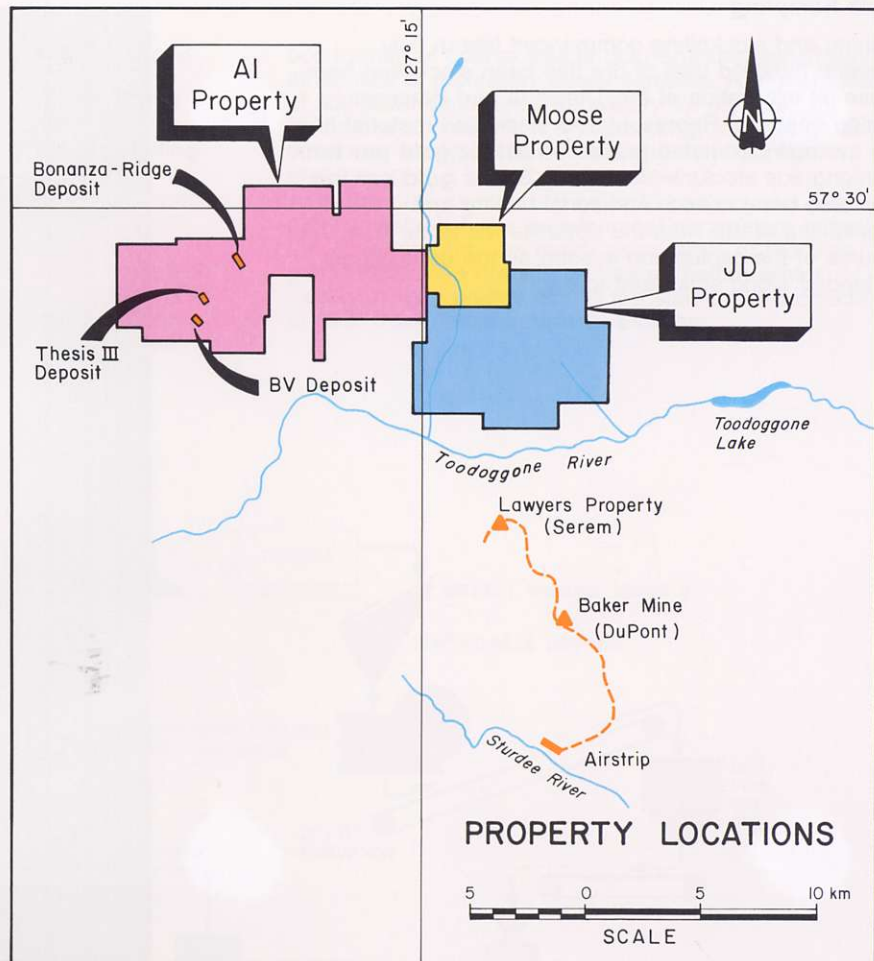 127° 15'
Al
Property
Moose
Property
N
Bonanza-Ridge
Deposit
57° 30'
JD
Property
Thesis III
Deposit
BV Deposit
Toodoggone
Lake
Toodoggone River
Lawyers Property
(Serem)
Baker Mine
(DuPont)
Airstrip
Sturdee River
PROPERTY LOCATIONS
5 0 5 10 km
SCALE